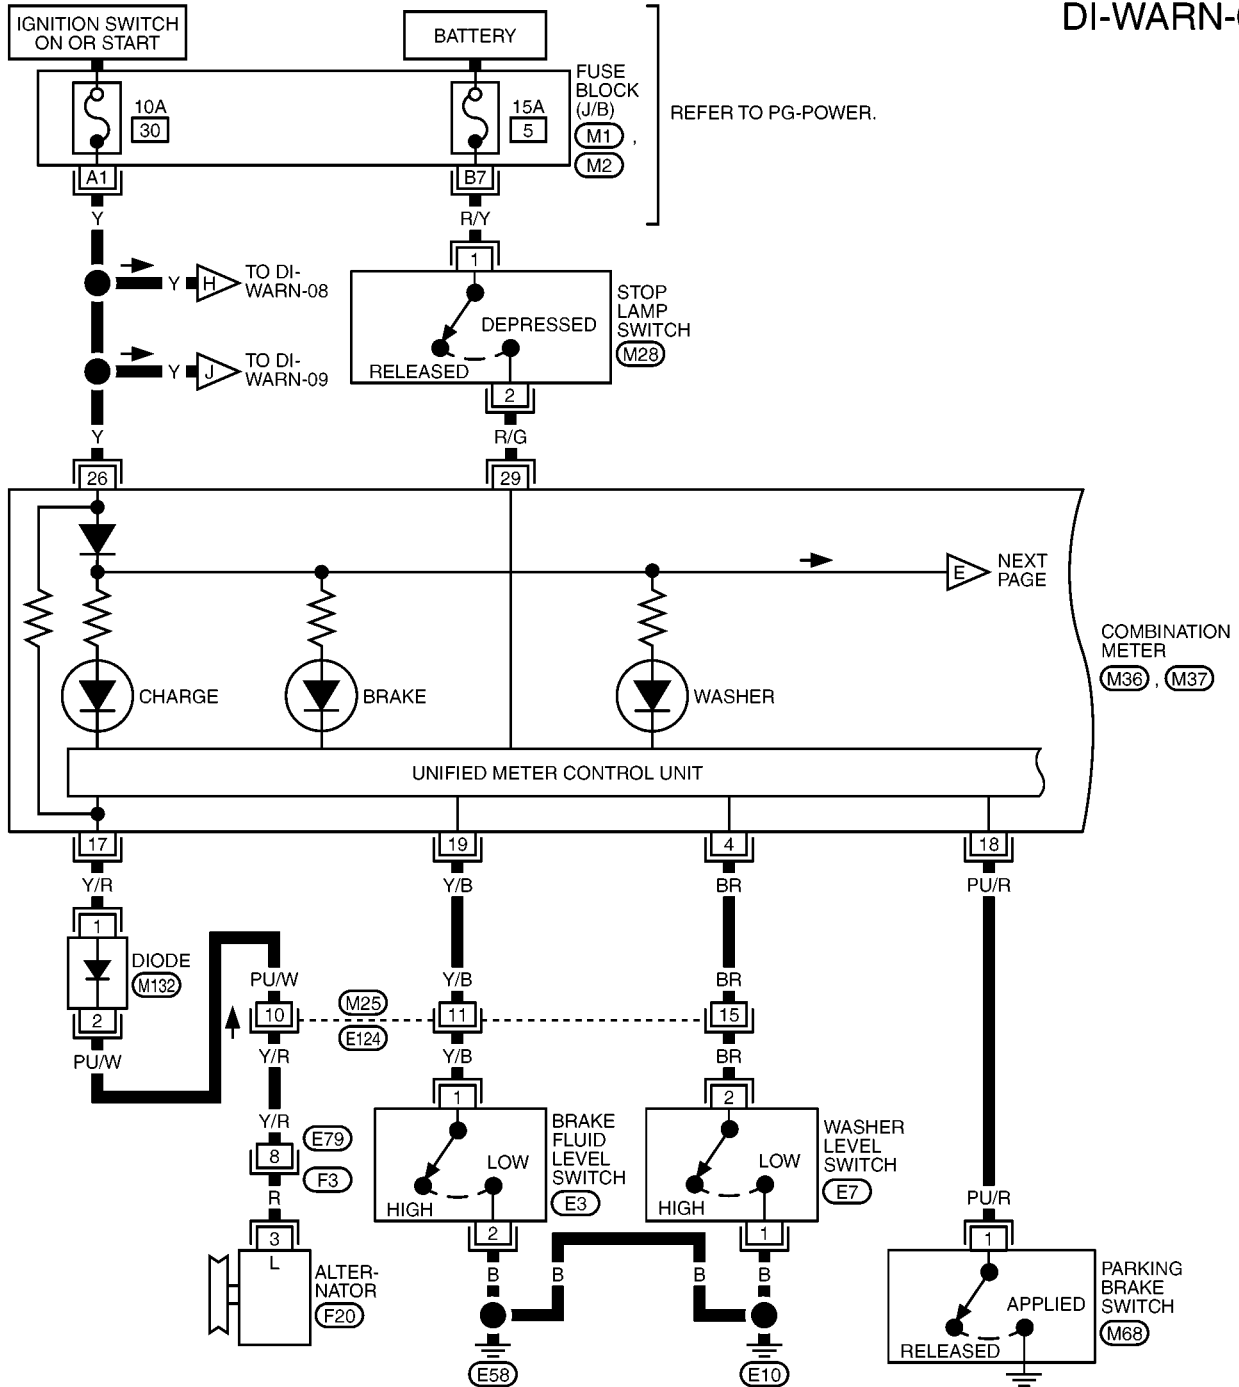 DI-WARN-
IGNITION SWITCH
ON OR START
BATTERY
10A
30
15A
5
FUSE
BLOCK
(J/B)
M1 ,
M2
REFER TO PG-POWER.
A1
B7
Y
R/Y
Y
H
TO DI-
WARN-08
Y
J
TO DI-
WARN-09
1
DEPRESSED
RELEASED
STOP
LAMP
SWITCH
M28
2
Y
R/G
26
29
E
NEXT
PAGE
CHARGE
BRAKE
WASHER
COMBINATION
METER
M36 , M37
UNIFIED METER CONTROL UNIT
17
19
4
18
Y/R
Y/B
BR
PU/R
1
DIODE
M132
2
PU/W
PU/W
Y/B
BR
10
M25
E124
11
15
Y/R
Y/B
BR
Y/R
E79
8
F3
R
3
L
ALTER-
NATOR
F20
1
LOW
HIGH
BRAKE
FLUID
LEVEL
SWITCH
E3
2
2
LOW
HIGH
WASHER
LEVEL
SWITCH
E7
1
B
B
B
B
E58
E10
PU/R
1
APPLIED
RELEASED
PARKING
BRAKE
SWITCH
M68